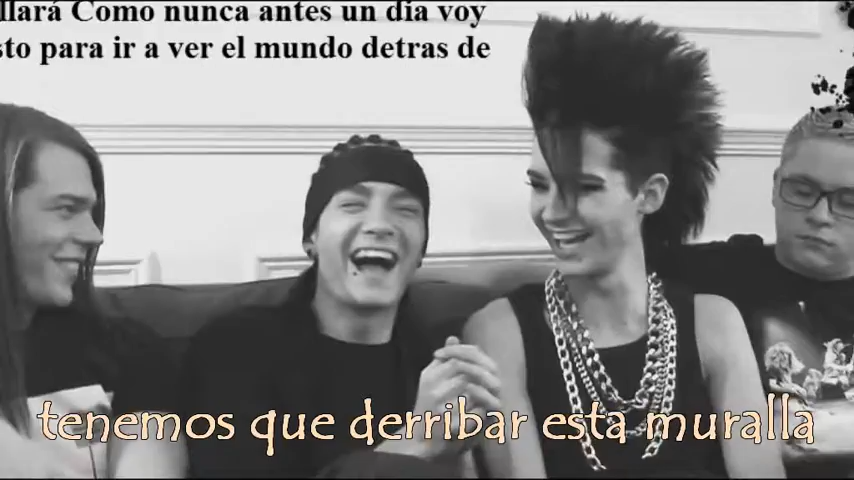 llará Como nunca antes un dia voy
sto para ir a ver el mundo detras de
tenemos que derribar esta muralla